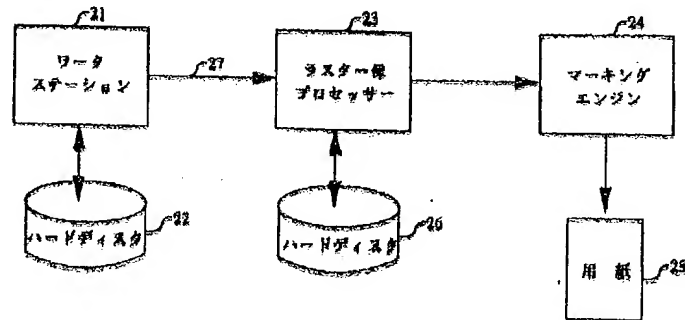 21
23
24
ワーク
ステーション
27
ラスター像
プロセッサー
マーキング
エンジン
ハードディスク
22
ハードディスク
26
用紙
25